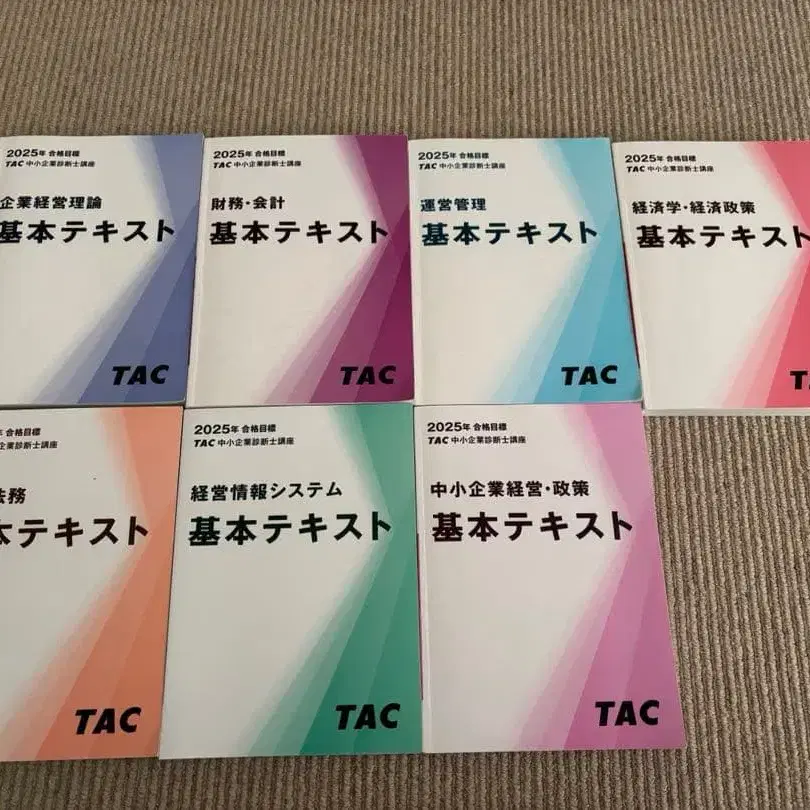 2025年 合格目標
TAC 中小企業診断士講座
企業経営理論
基本テキスト
TAC
2025年 合格目標
TAC 中小企業診断士講座
財務・会計
基本テキスト
TAC
2025年 合格目標
TAC 中小企業診断士講座
運営管理
基本テキスト
TAC
2025年 合格目標
TAC 中小企業診断士講座
経済学・経済政策
基本テキスト
年 合格目標
企業診断士講座
法務
本テキスト
TAC
2025年 合格目標
TAC 中小企業診断士講座
経営情報システム
基本テキスト
TAC
2025年 合格目標
TAC 中小企業診断士講座
中小企業経営・政策
基本テキスト
TAC